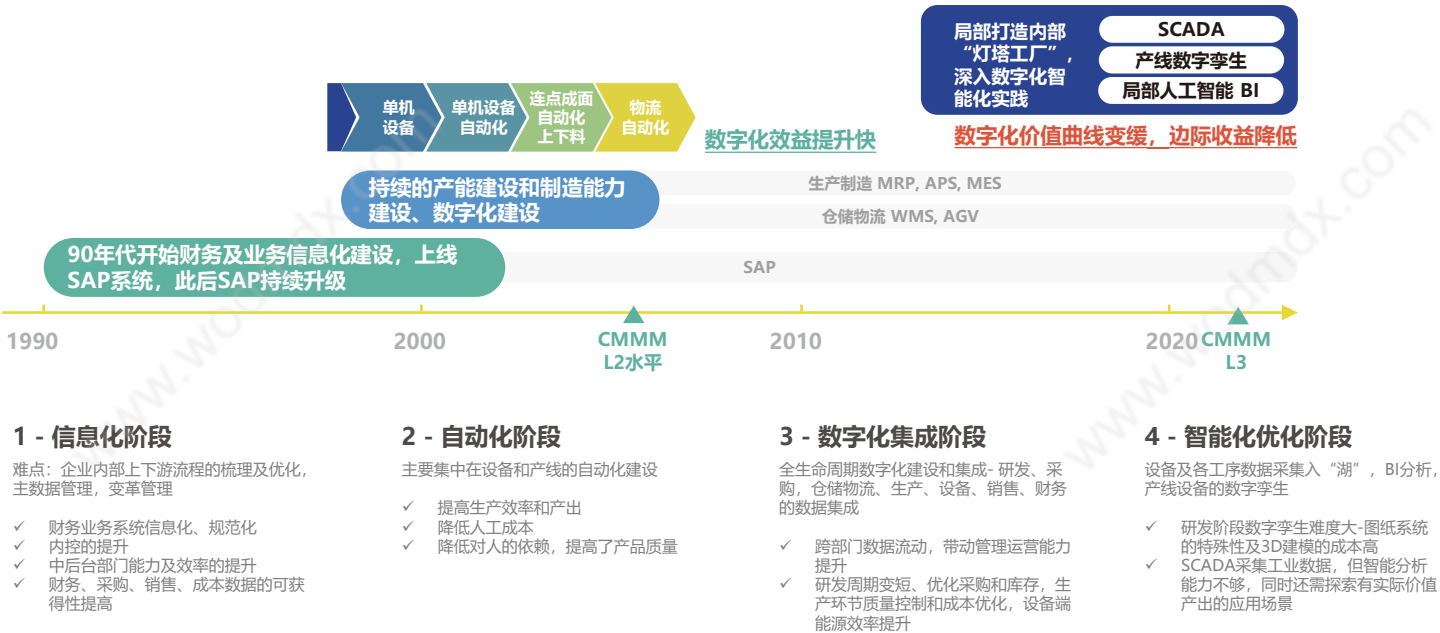 局部打造内部
“灯塔工厂”,
深入数字化智
能化实践
SCADA
产线数字孪生
局部人工智能 BI
单机
设备
单机设备
自动化
连点成面
自动化
上下料
物流
自动化
数字化效益提升快
数字化价值曲线变缓，边际收益降低
持续的产能建设和制造能力
建设、数字化建设
生产制造 MRP, APS, MES
仓储物流 WMS, AGV
90年代开始财务及业务信息化建设，上线
SAP系统，此后SAP持续升级
SAP
1990
2000
CMMM
L2水平
2010
2020
CMMM
L3
1 - 信息化阶段
难点：企业内部上下游流程的梳理及优化，
主数据管理，变革管理
✓ 财务业务系统信息化、规范化
✓ 内控的提升
✓ 中后台部门能力及效率的提升
✓ 财务、采购、销售、成本数据的可获
得性提高
2 - 自动化阶段
主要集中在设备和产线的自动化建设
✓ 提高生产效率和产出
✓ 降低人工成本
✓ 降低对人的依赖，提高了产品质量
3 - 数字化集成阶段
全生命周期数字化建设和集成- 研发、采
购，仓储物流、生产、设备、销售、财务
的数据集成
✓ 跨部门数据流动，带动管理运营能力
提升
✓ 研发周期变短、优化采购和库存，生
产环节质量控制和成本优化，设备端
能源效率提升
4 - 智能化优化阶段
设备及各工序数据采集入“湖”，BI分析，
产线设备的数字孪生
✓ 研发阶段数字孪生难度大-图纸系统
的特殊性及3D建模的成本高
✓ SCADA采集工业数据，但智能分析
能力不够，同时还需探索有实际价值
产出的应用场景
www.wodmdx.com
www.wodmdx.com